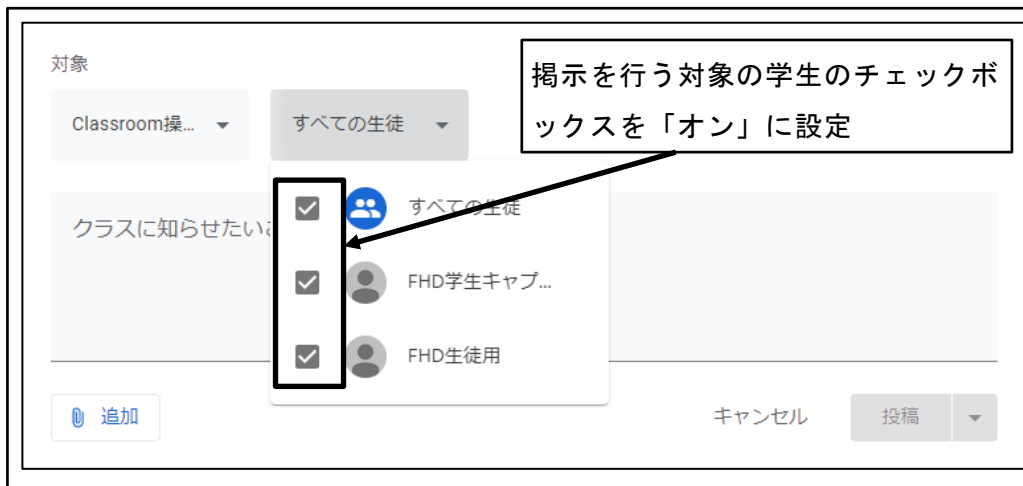 対象
掲示を行う対象の学生のチェックボ
ックスを「オン」に設定
Classroom操...
すべての生徒
すべての生徒
クラスに知らせたい
FHD学生キャプ...
FHD生徒用
追加
キャンセル
投稿